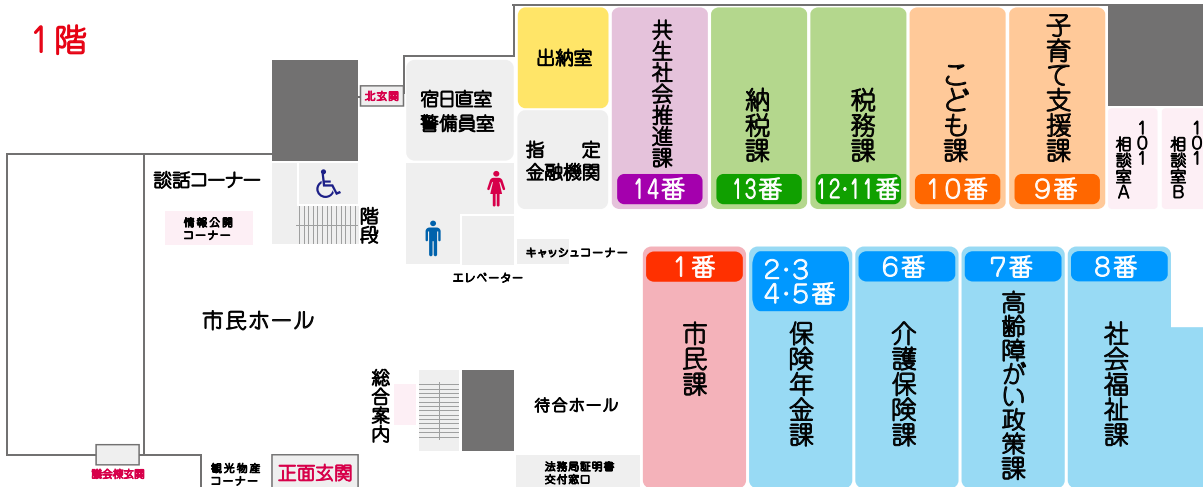 1階
北玄関
宿日直室
警備員室
出納室
指　定
金融機関
共生社会推進課
14番
納税課
13番
税務課
12・11番
こども課
10番
子育て支援課
9番
101
相談室A
101
相談室B
談話コーナー
情報公開
コーナー
階段
キャッシュコーナー
エレベーター
市民ホール
1番
市民課
2・3
4・5番
保険年金課
6番
介護保険課
7番
高齢障がい政策課
8番
社会福祉課
総合案内
待合ホール
議会棟玄関
観光物産
コーナー
正面玄関
法務局証明書
交付窓口